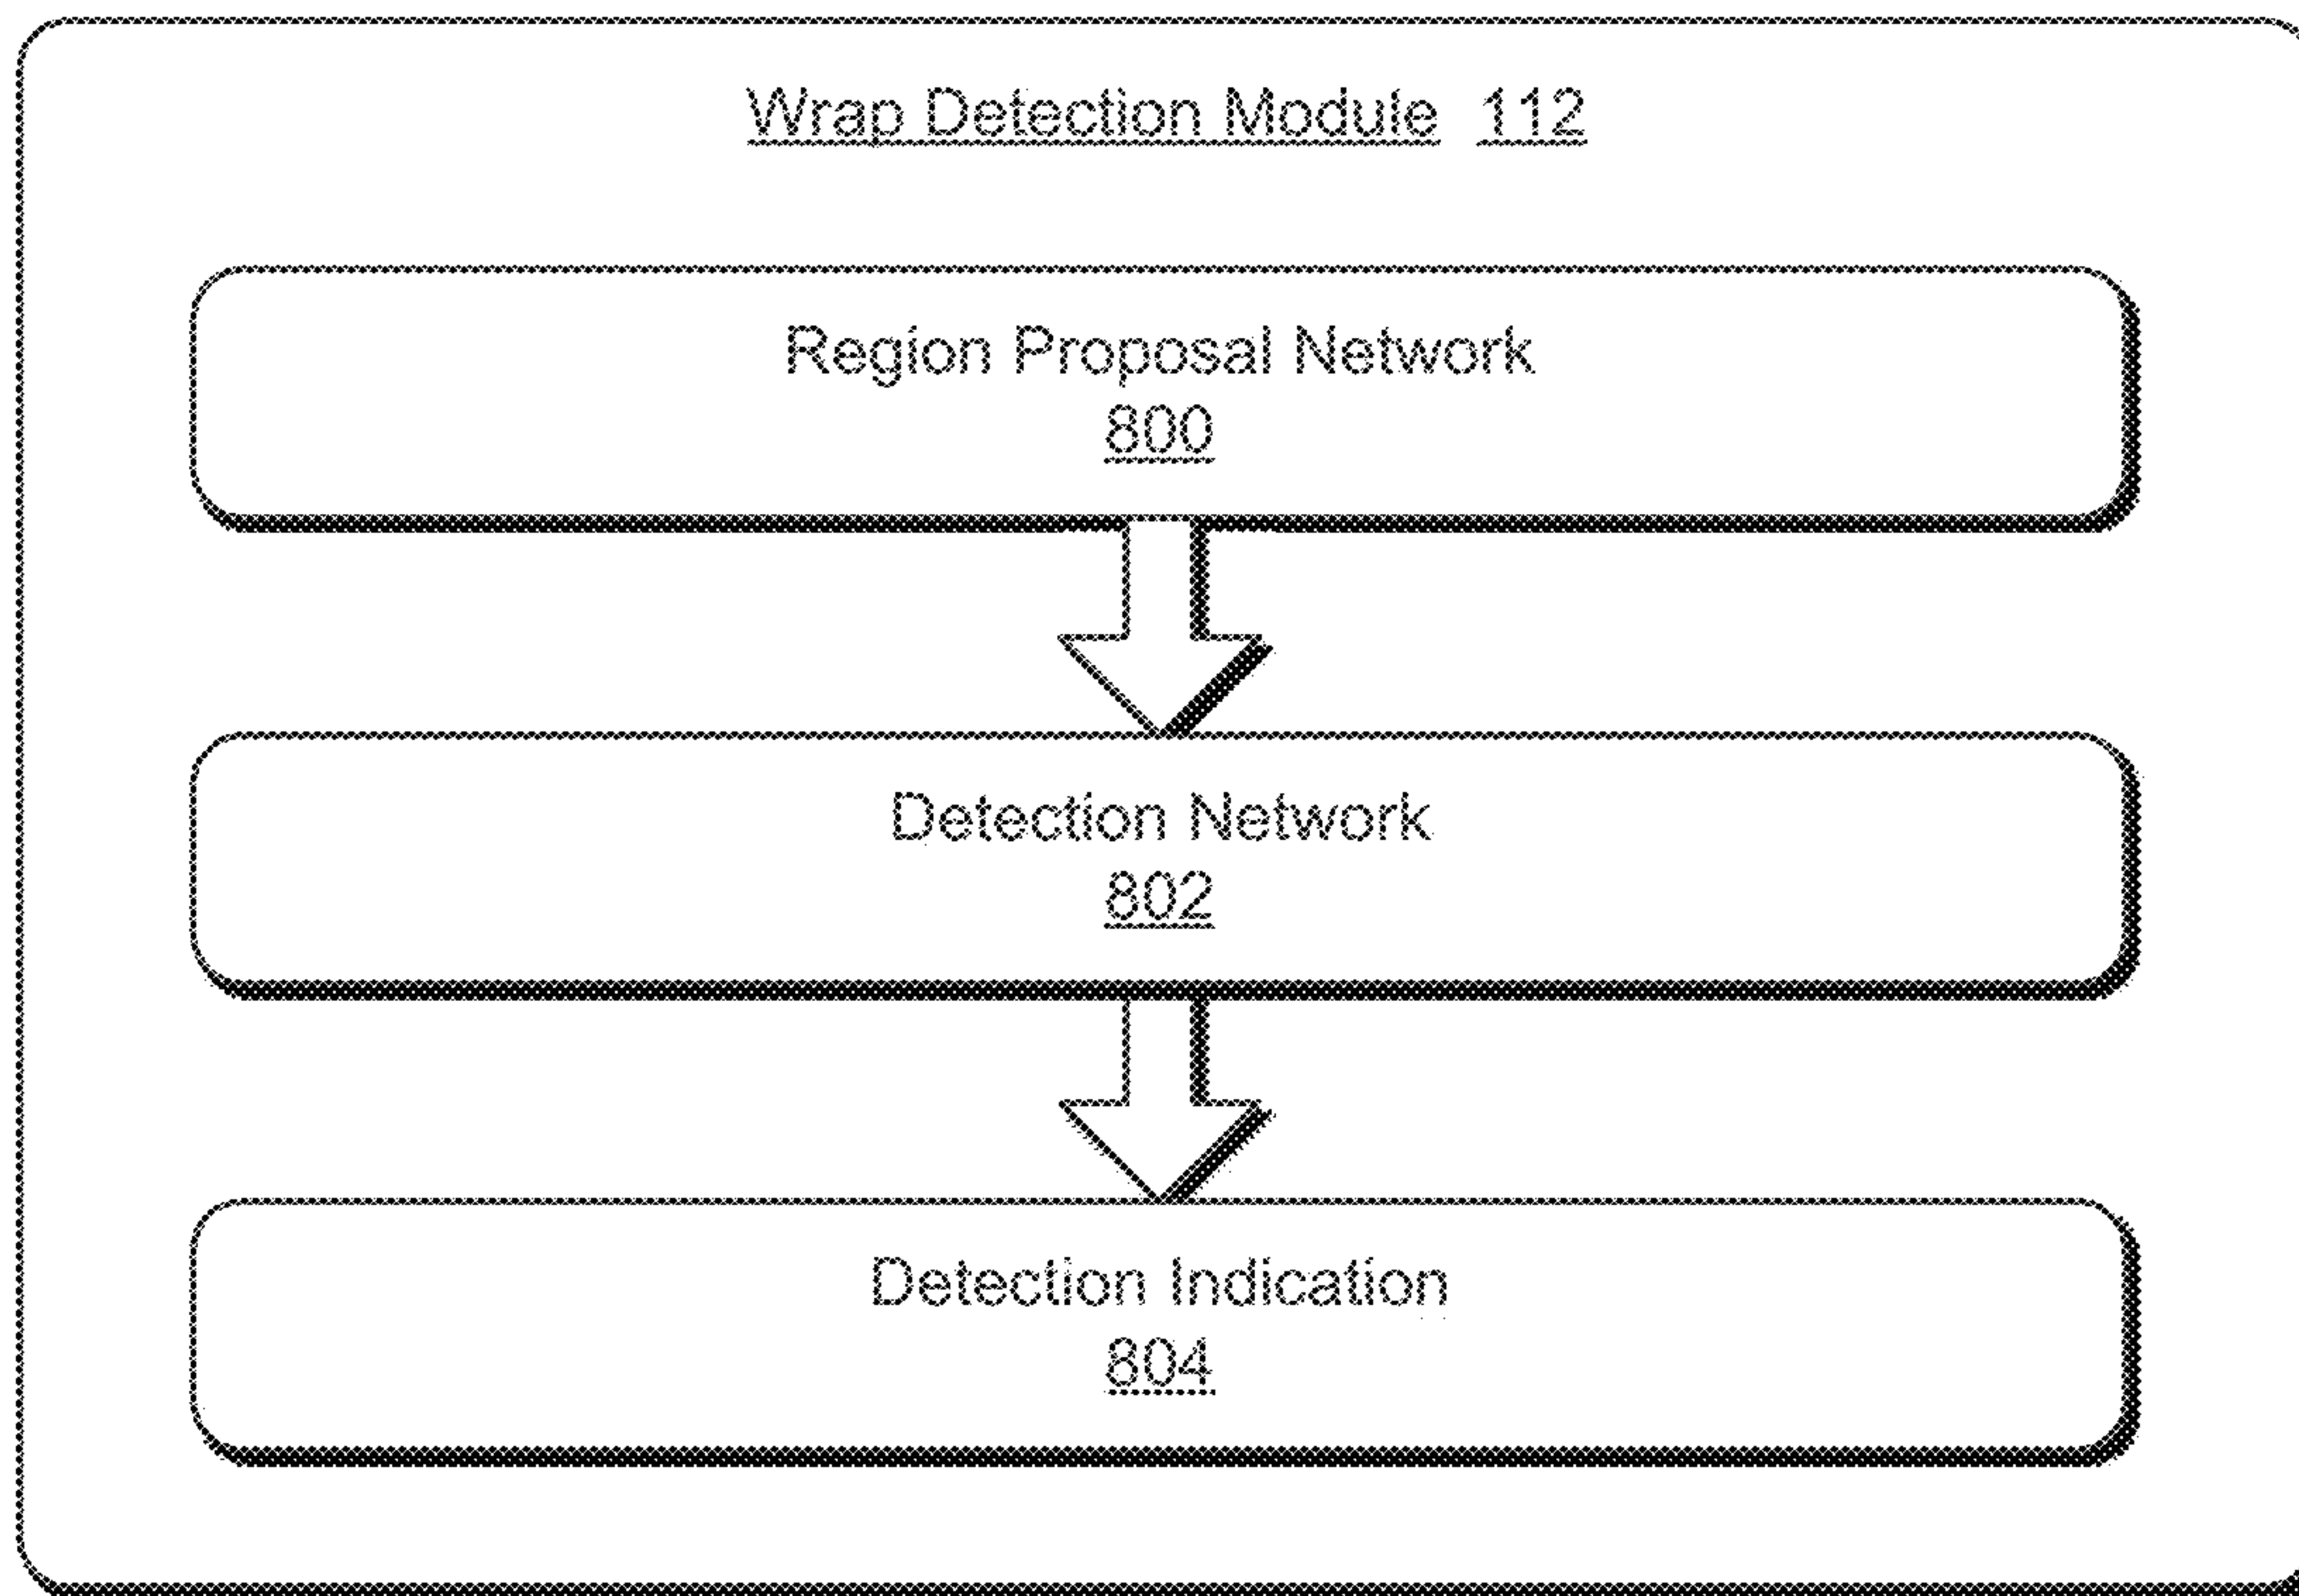 Wrap Detection Module 112
Region Proposal Network
800
Detection Network
802
Detection Indication
804